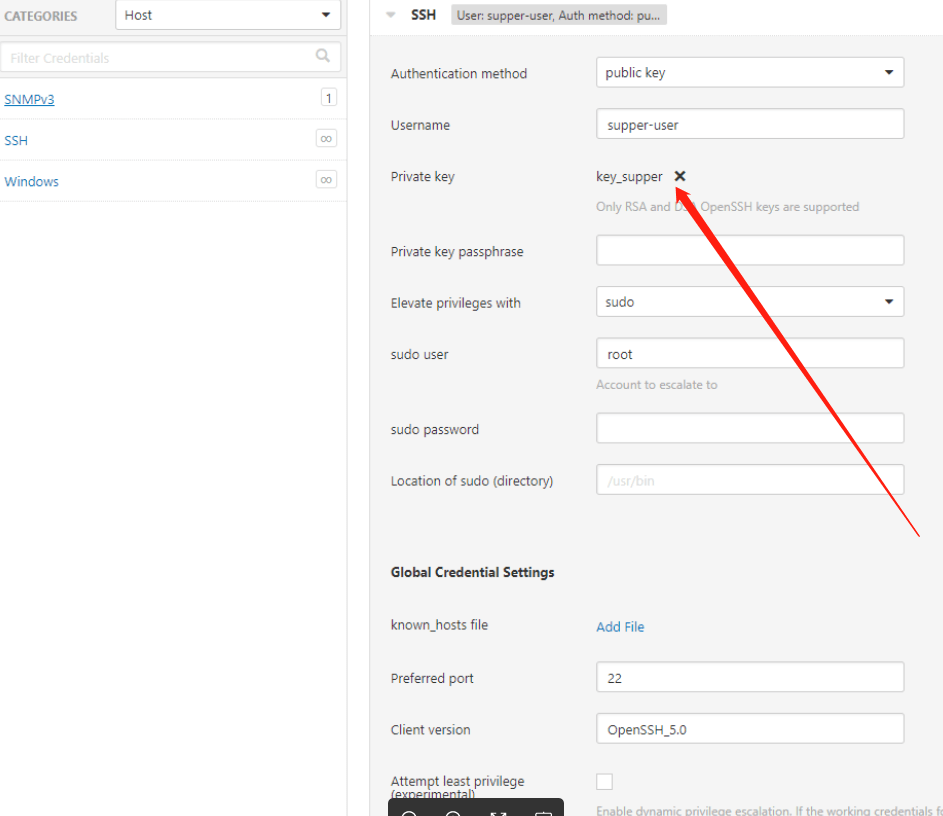 CATEGORIES Host
Filter Credentials
SNMPv3 1
SSH ∞
Windows ∞
SSH User: supper-user, Auth method: pu...
Authentication method public key
Username supper-user
Private key key_supper ✕
Only RSA and DSA OpenSSH keys are supported
Private key passphrase
Elevate privileges with sudo
sudo user root
Account to escalate to
sudo password
Location of sudo (directory) /usr/bin
Global Credential Settings
known_hosts file Add File
Preferred port 22
Client version OpenSSH_5.0
Attempt least privilege
(experimental)
Enable dynamic privilege escalation. If the working credentials